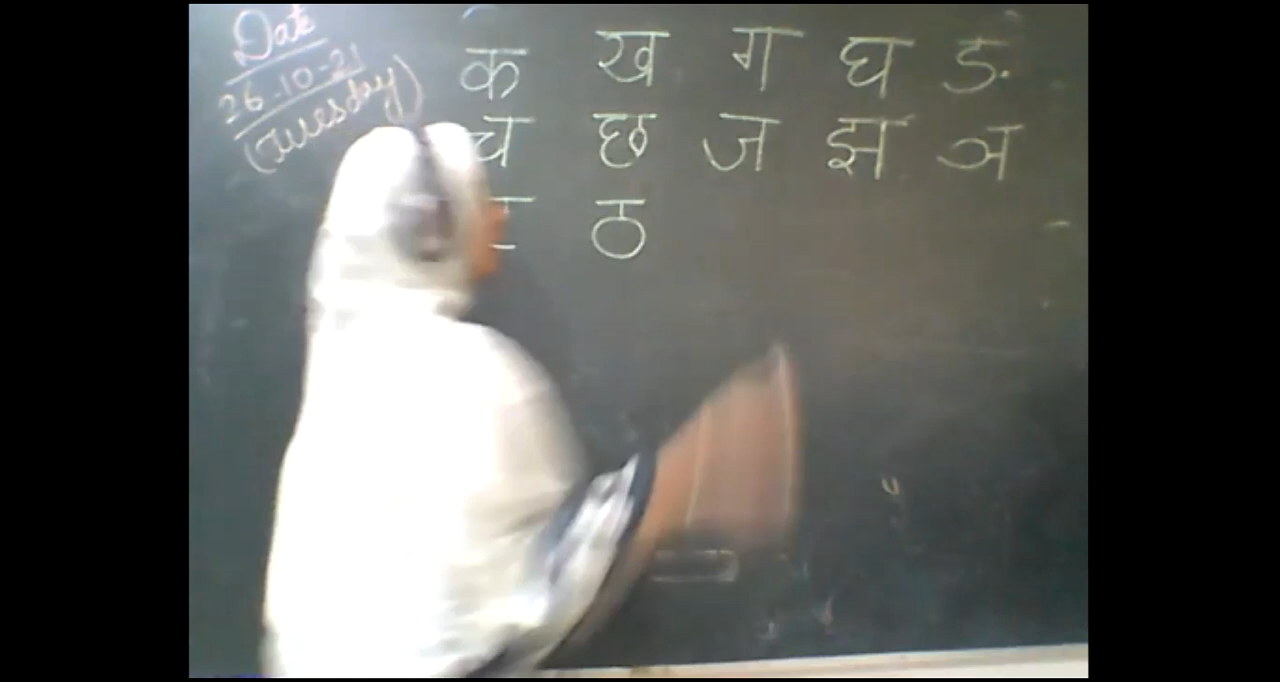 Date
26-10-21
(Tuesday)
क ख ग घ ङ
च छ ज झ ञ
ट ठ